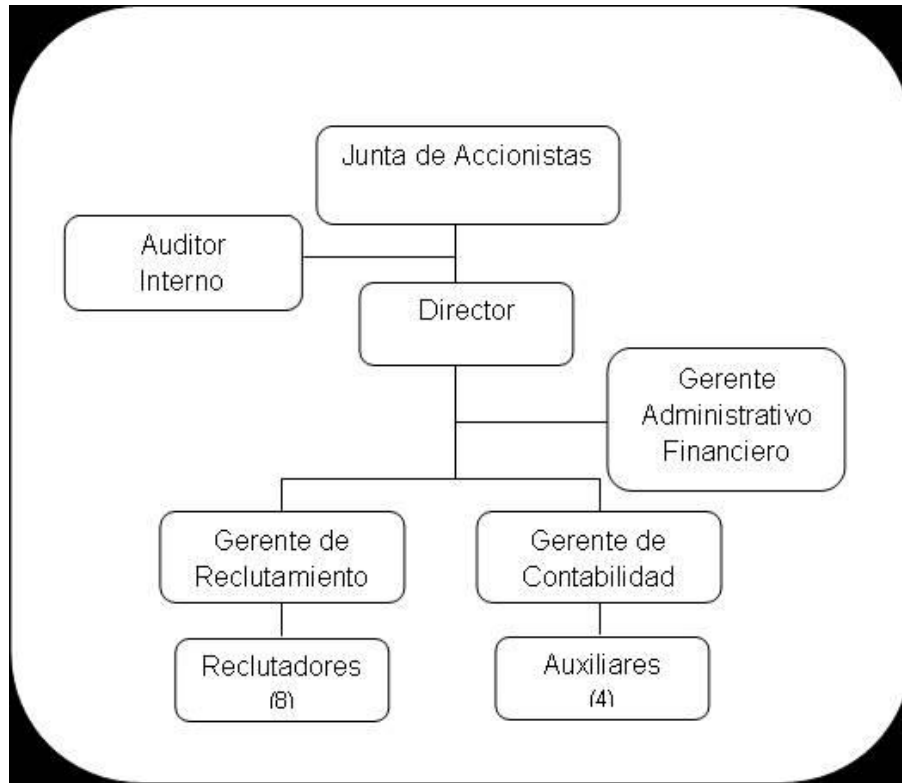 Junta de Accionistas
Auditor
Interno
Director
Gerente
Administrativo
Financiero
Gerente de
Reclutamiento
Gerente de
Contabilidad
Reclutadores
(8)
Auxiliares
(4)